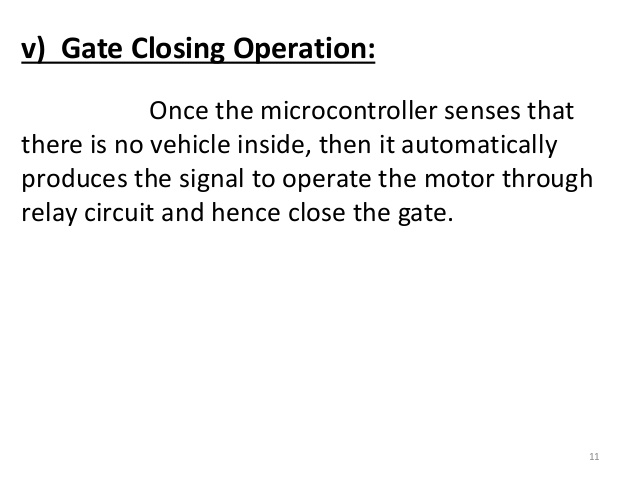 v)  Gate Closing Operation:
Once the microcontroller senses that
there is no vehicle inside, then it automatically
produces the signal to operate the motor through
relay circuit and hence close the gate.
11